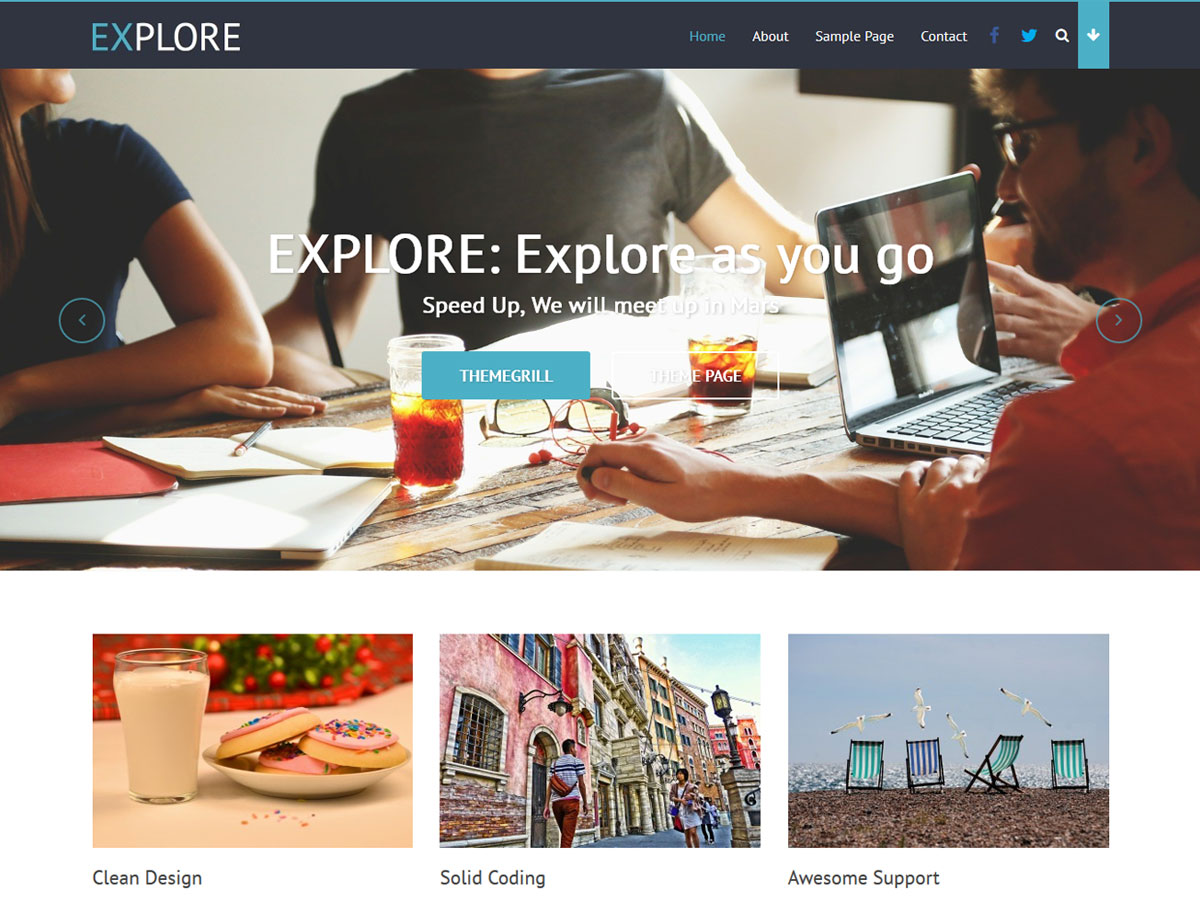 EXPLORE
Home About Sample Page Contact
EXPLORE: Explore as you go
Speed Up, We will meet up in Mars
THEMEGRILL THEME PAGE
Clean Design Solid Coding Awesome Support